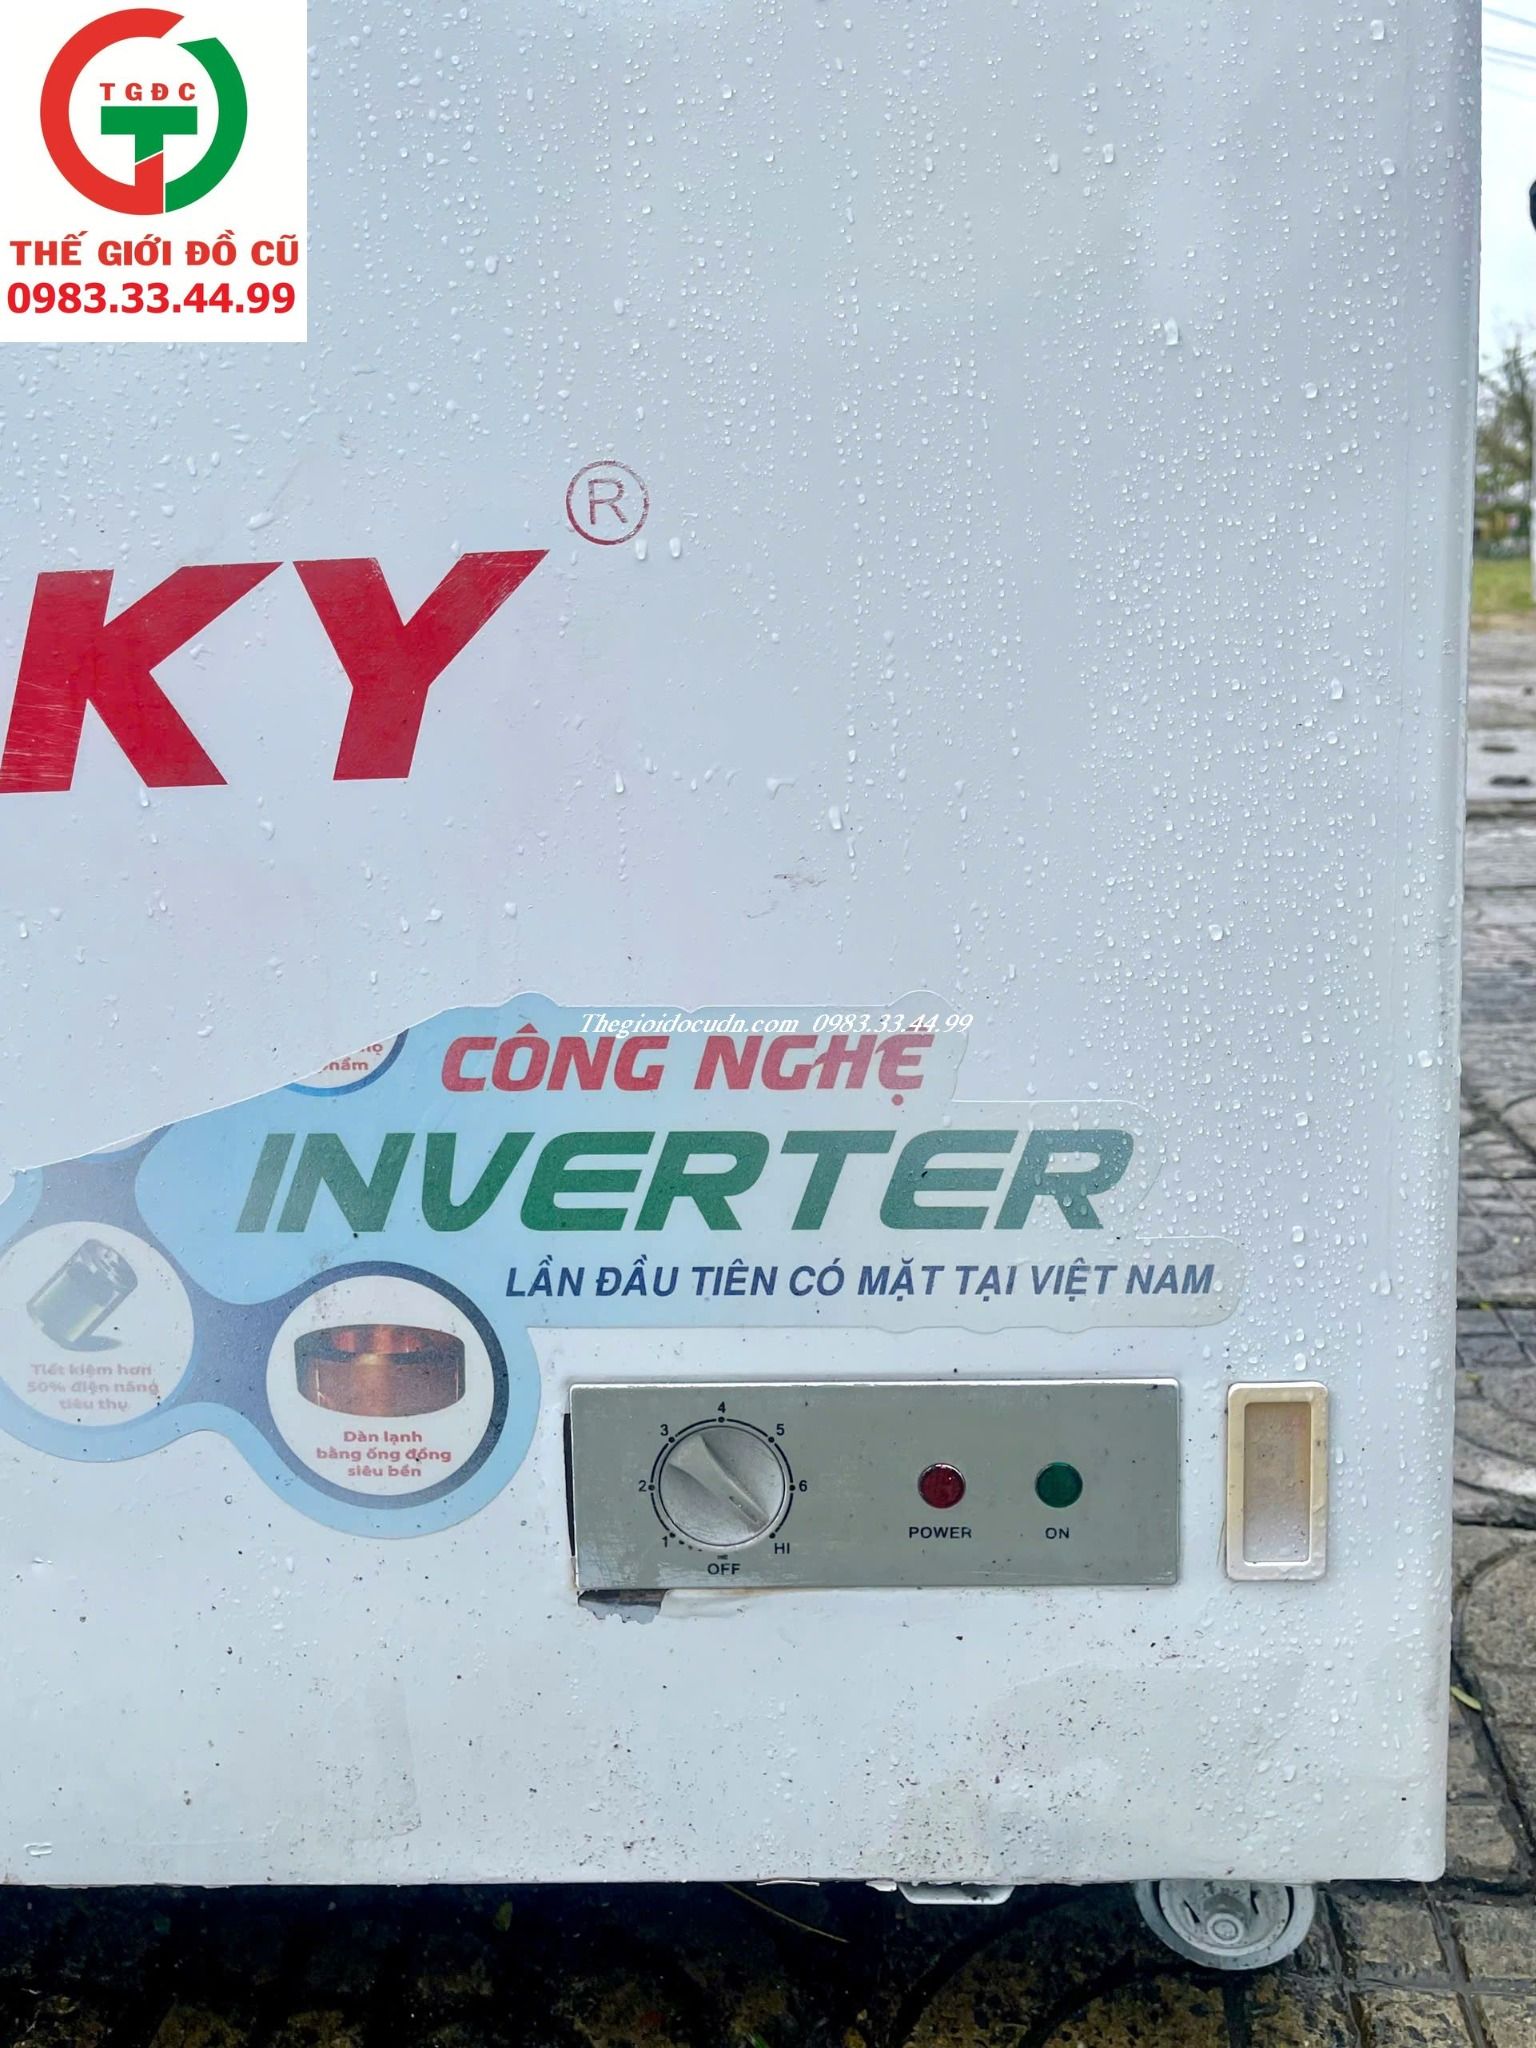 TGĐC
THẾ GIỚI ĐỒ CŨ
0983.33.44.99
®
KY
Thegioidocudn.com 0983.33.44.99
CÔNG NGHỆ
INVERTER
LẦN ĐẦU TIÊN CÓ MẶT TẠI VIỆT NAM
Tiết kiệm hơn
50% điện năng
tiêu thụ
Dàn lạnh
bằng ống đồng
siêu bền
1 2 3 4 5 6 HI
OFF
POWER
ON